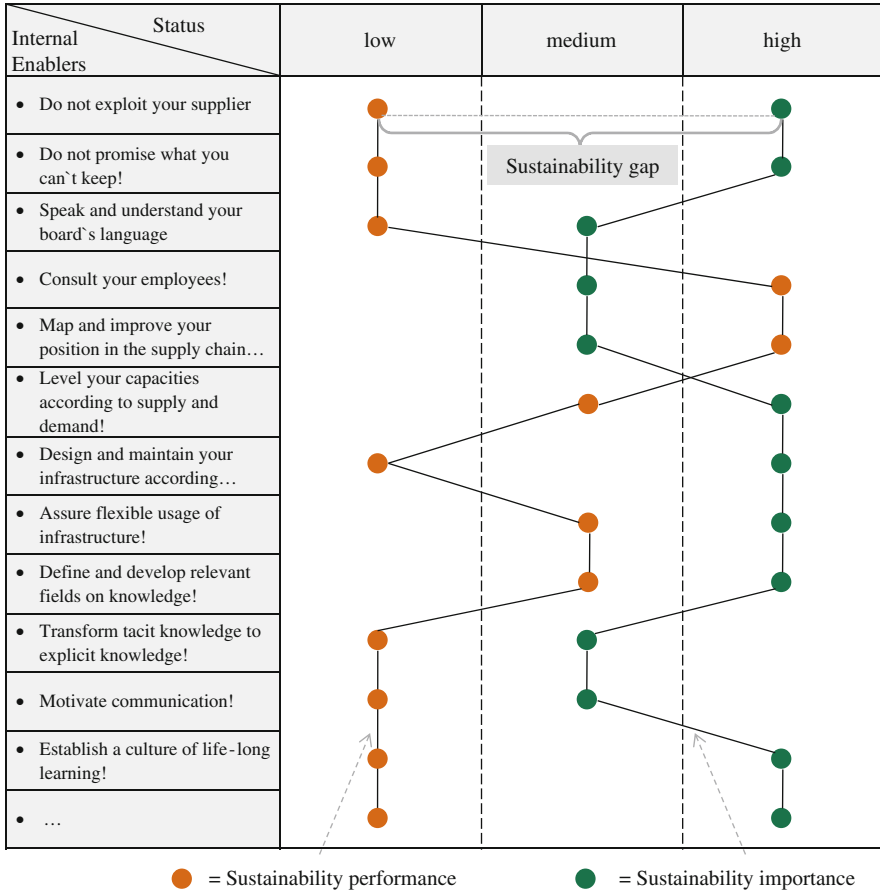 Status
Internal
Enablers
low
medium
high
• Do not exploit your supplier
• Do not promise what you
can`t keep!
Sustainability gap
• Speak and understand your
board`s language
• Consult your employees!
• Map and improve your
position in the supply chain…
• Level your capacities
according to supply and
demand!
• Design and maintain your
infrastructure according…
• Assure flexible usage of
infrastructure!
• Define and develop relevant
fields on knowledge!
• Transform tacit knowledge to
explicit knowledge!
• Motivate communication!
• Establish a culture of life-long
learning!
• …
= Sustainability performance
= Sustainability importance